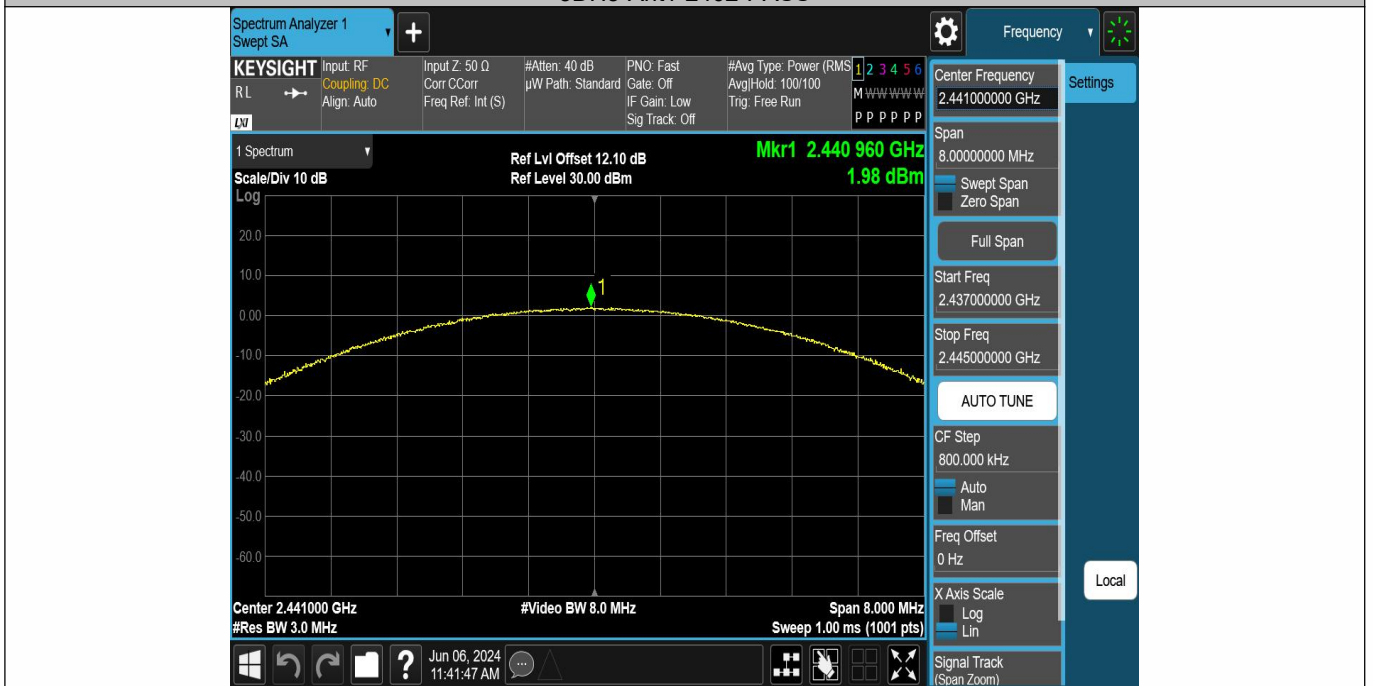 Spectrum Analyzer 1
Swept SA
Frequency
KEYSIGHT
RL
LXI
Input: RF
Coupling: DC
Align: Auto
Input Z: 50 Ω
Corr CCorr
Freq Ref: Int (S)
#Atten: 40 dB
µW Path: Standard
PNO: Fast
Gate: Off
IF Gain: Low
Sig Track: Off
#Avg Type: Power (RMS
Avg|Hold: 100/100
Trig: Free Run
1 2 3 4 5 6
M W W W W W
P P P P P P
1 Spectrum
Scale/Div 10 dB
Log
Ref Lvl Offset 12.10 dB
Ref Level 30.00 dBm
Mkr1 2.440 960 GHz
1.98 dBm
20.0
10.0
1
0.00
-10.0
-20.0
-30.0
-40.0
-50.0
-60.0
Center 2.441000 GHz
#Res BW 3.0 MHz
#Video BW 8.0 MHz
Span 8.000 MHz
Sweep 1.00 ms (1001 pts)
Jun 06, 2024
11:41:47 AM
Center Frequency
2.441000000 GHz
Span
8.00000000 MHz
Swept Span
Zero Span
Full Span
Start Freq
2.437000000 GHz
Stop Freq
2.445000000 GHz
AUTO TUNE
CF Step
800.000 kHz
Auto
Man
Freq Offset
0 Hz
X Axis Scale
Log
Lin
Signal Track
(Span Zoom)
Settings
Local